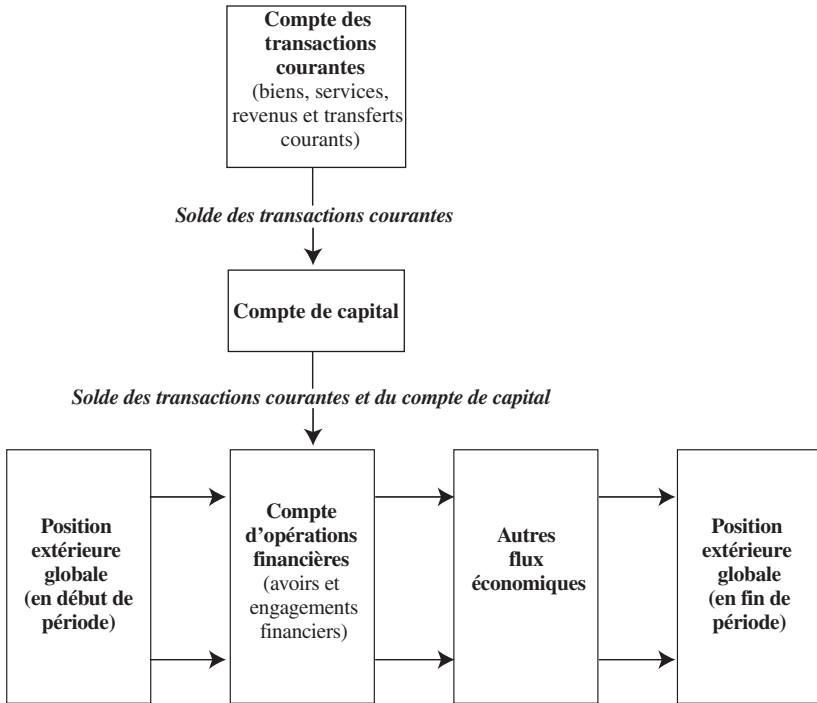 Compte des
transactions
courantes
(biens, services,
revenus et transferts
courants)
Solde des transactions courantes
Compte de capital
Solde des transactions courantes et du compte de capital
Position
extérieure
globale
(en début de
période)
Compte
d’opérations
financières
(avoirs et
engagements
financiers)
Autres
flux
économiques
Position
extérieure
globale
(en fin de
période)